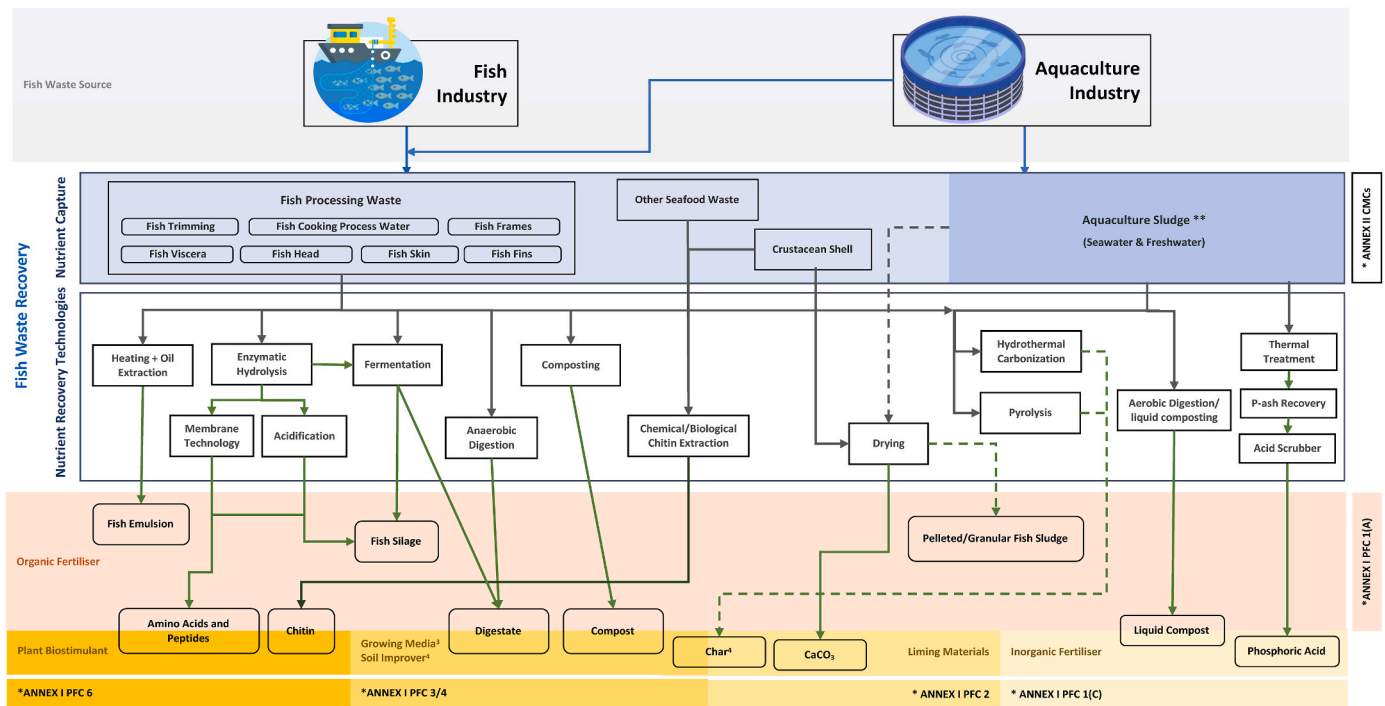 Fish Waste Source
Fish
Industry
Aquaculture
Industry
Fish Waste Recovery
Nutrient Capture
Fish Processing Waste
Fish Trimming
Fish Cooking Process Water
Fish Frames
Fish Viscera
Fish Head
Fish Skin
Fish Fins
Other Seafood Waste
Crustacean Shell
Aquaculture Sludge **
(Seawater & Freshwater)
* ANNEX II CMCs
Nutrient Recovery Technologies
Heating + Oil
Extraction
Enzymatic
Hydrolysis
Fermentation
Composting
Hydrothermal
Carbonization
Thermal
Treatment
Membrane
Technology
Acidification
Anaerobic
Digestion
Chemical/Biological
Chitin Extraction
Drying
Pyrolysis
Aerobic Digestion/
liquid composting
P-ash Recovery
Acid Scrubber
Organic Fertiliser
Fish Emulsion
Fish Silage
Pelleted/Granular Fish Sludge
*ANNEX I PFC 1(A)
Amino Acids and
Peptides
Chitin
Digestate
Compost
Char⁴
CaCO₃
Liquid Compost
Phosphoric Acid
Plant Biostimulant
Growing Media³
Soil Improver⁴
Liming Materials
Inorganic Fertiliser
*ANNEX I PFC 6
*ANNEX I PFC 3/4
* ANNEX I PFC 2
* ANNEX I PFC 1(C)